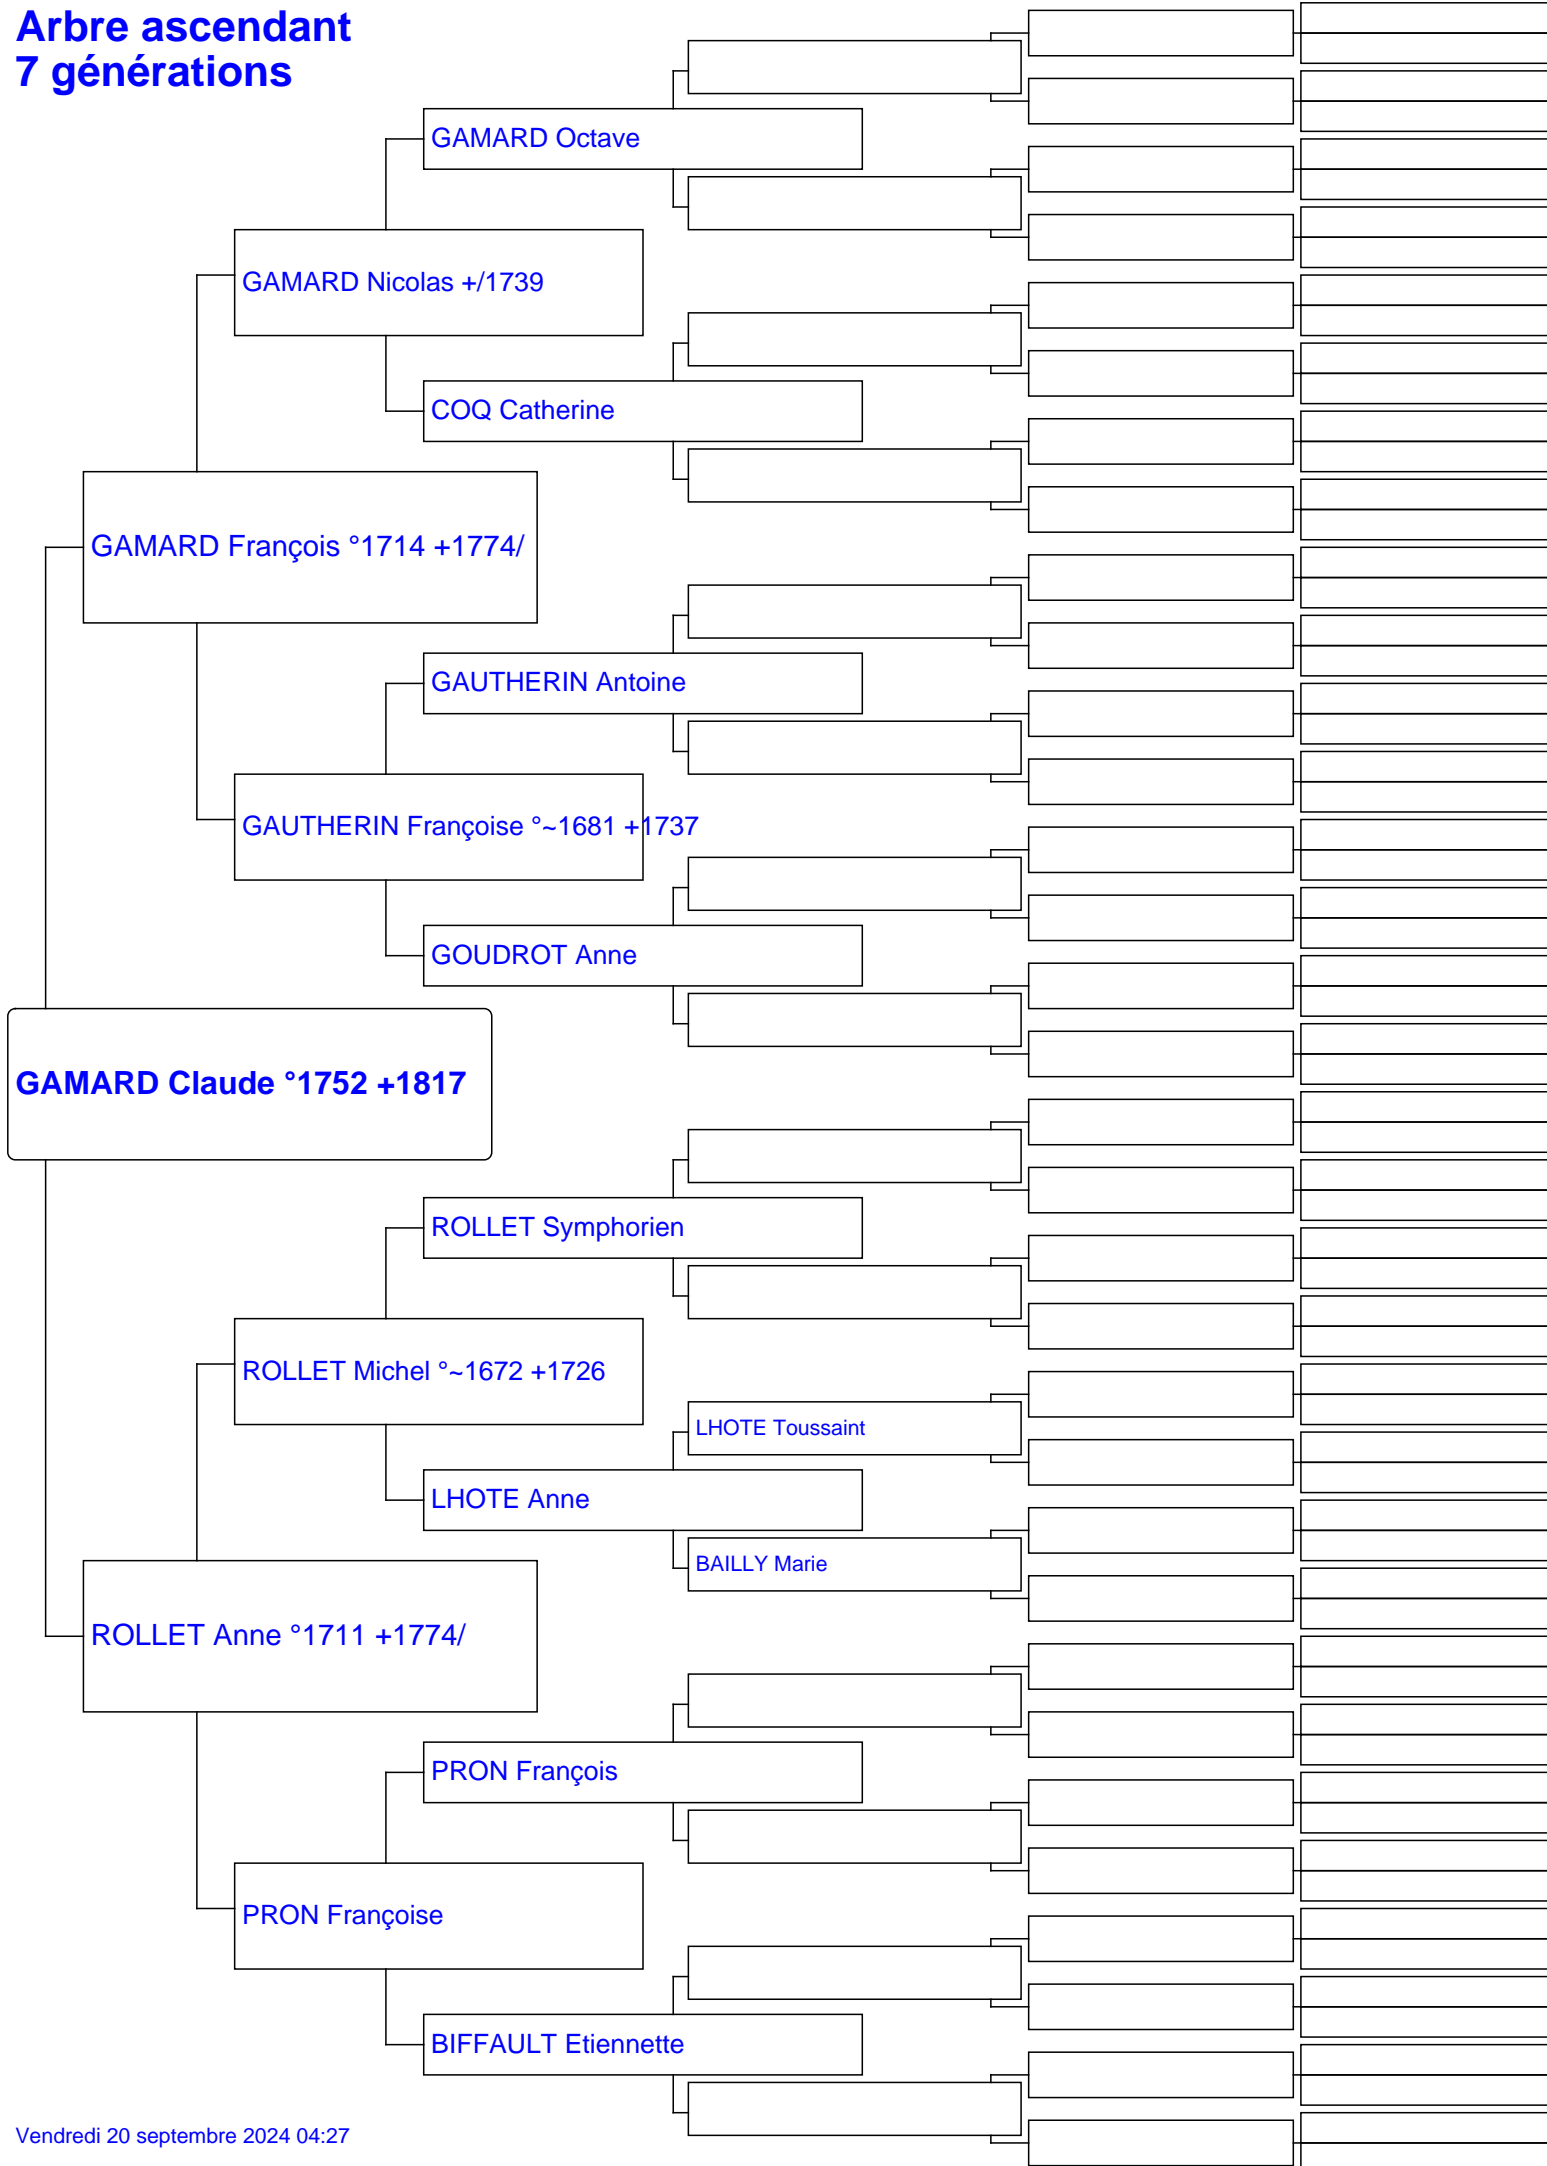 Arbre ascendant
7 générations
GAMARD Octave
GAMARD Nicolas +/1739
COQ Catherine
GAMARD François °1714 +1774/
GAUTHERIN Antoine
GAUTHERIN Françoise °~1681 +1737
GOUDROT Anne
GAMARD Claude °1752 +1817
ROLLET Symphorien
ROLLET Michel °~1672 +1726
LHOTE Toussaint
LHOTE Anne
BAILLY Marie
ROLLET Anne °1711 +1774/
PRON François
PRON Françoise
BIFFAULT Etiennette
Vendredi 20 septembre 2024 04:27